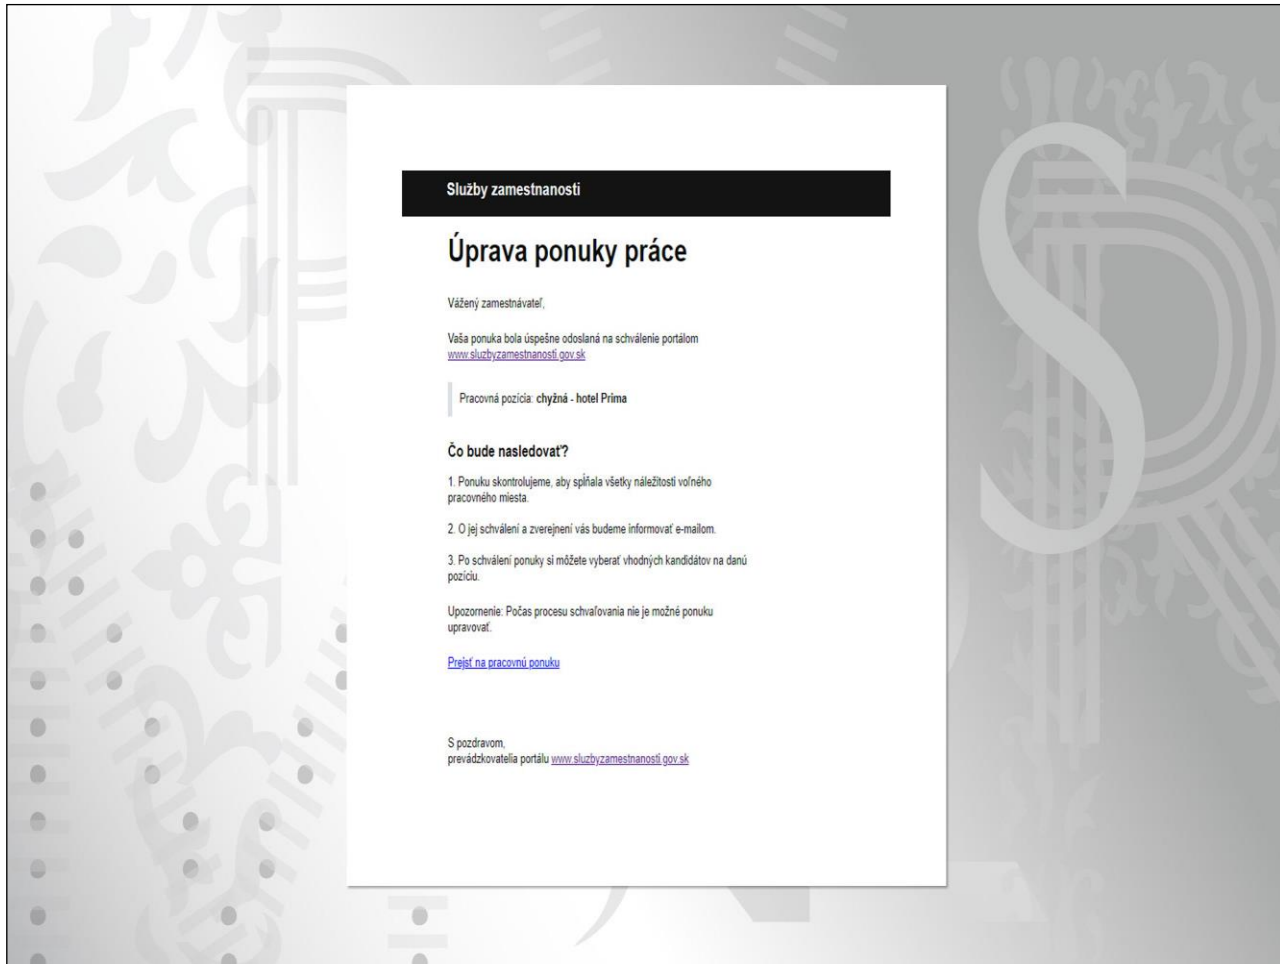 Služby zamestnanosti
Úprava ponuky práce
Vážený zamestnávateľ,
Vaša ponuka bola úspešne odoslaná na schválenie portálom
www.sluzbyzamestnanosti.gov.sk
Pracovná pozícia: chyžná - hotel Prima
Čo bude nasledovať?
1. Ponuku skontrolujeme, aby spĺňala všetky náležitosti voľného
pracovného miesta.
2. O jej schválení a zverejnení vás budeme informovať e-mailom.
3. Po schválení ponuky si môžete vyberať vhodných kandidátov na danú
pozíciu.
Upozornenie: Počas procesu schvaľovania nie je možné ponuku
upravovať.
Prejsť na pracovnú ponuku
S pozdravom,
prevádzkovatelia portálu www.sluzbyzamestnanosti.gov.sk